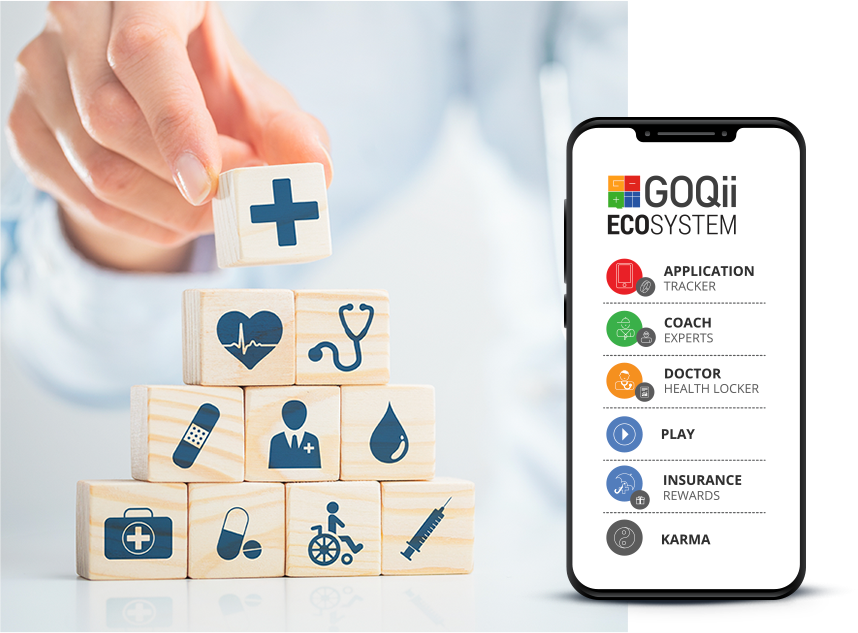 GOQii
ECOSYSTEM
APPLICATION
TRACKER
COACH
EXPERTS
DOCTOR
HEALTH LOCKER
PLAY
INSURANCE
REWARDS
KARMA